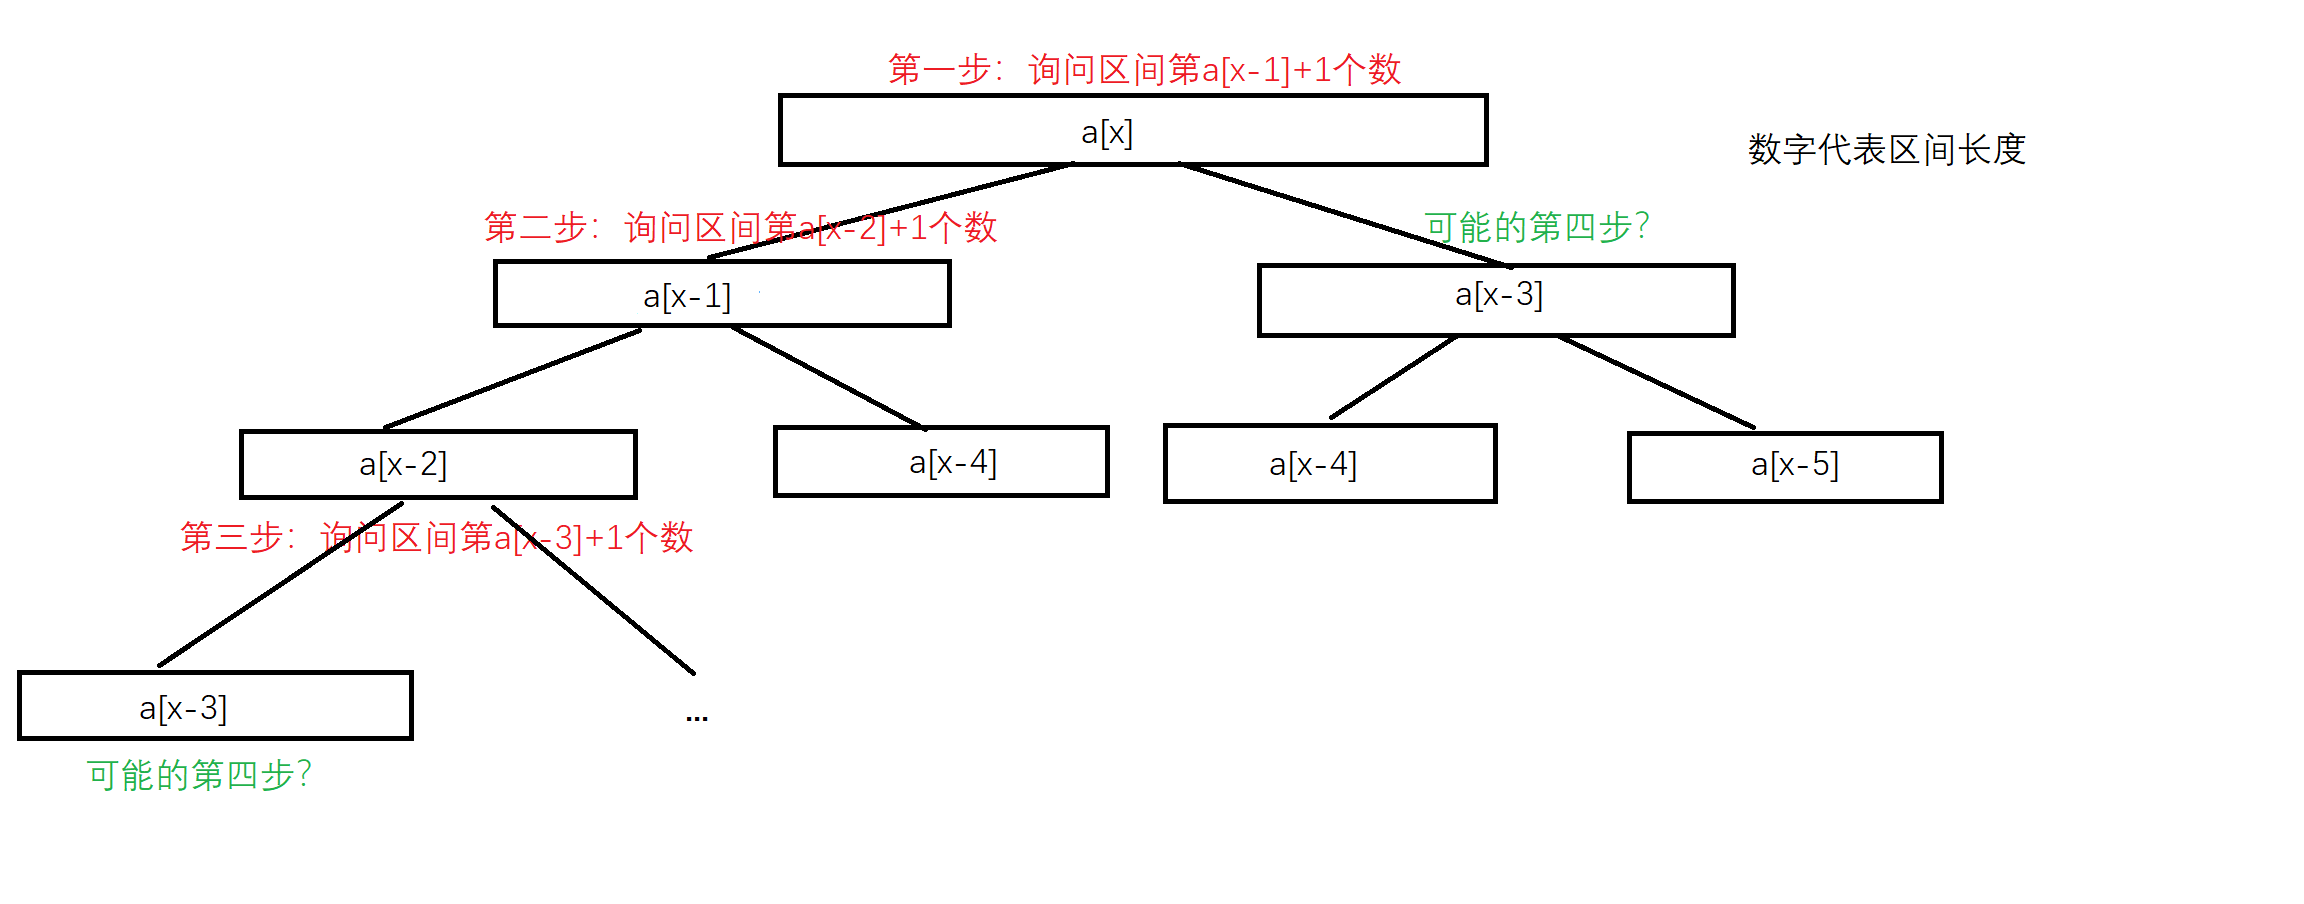 第一步：询问区间第a[x-1]+1个数
a[x]
数字代表区间长度
第二步：询问区间第a[x-2]+1个数
可能的第四步？
a[x-1]
a[x-3]
a[x-2]
a[x-4]
a[x-4]
a[x-5]
第三步：询问区间第a[x-3]+1个数
a[x-3]
...
可能的第四步？